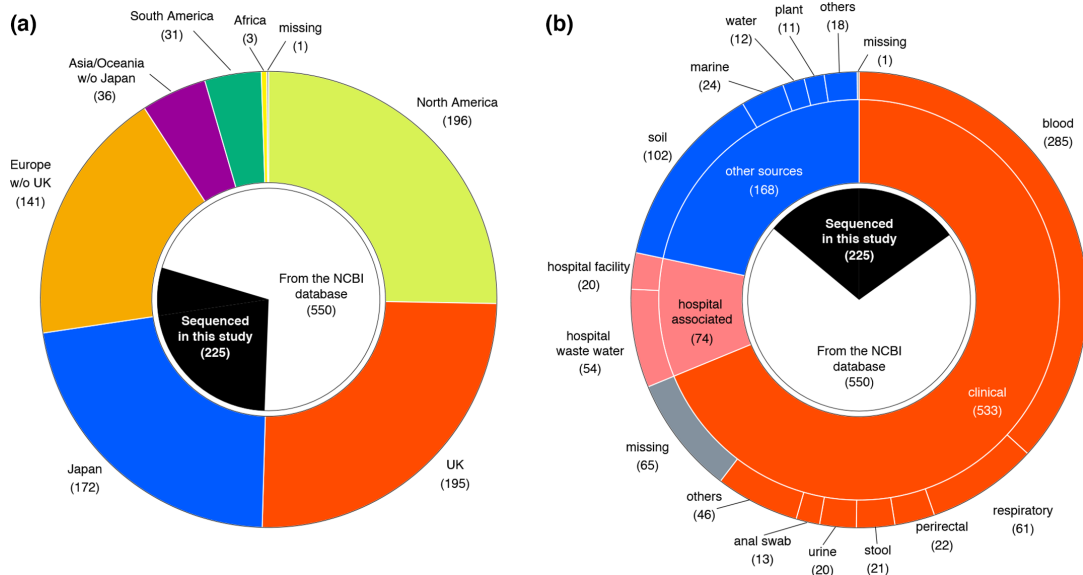 (a)
South America
(31)
Africa
(3)
missing
(1)
Asia/Oceania
w/o Japan
(36)
North America
(196)
Europe
w/o UK
(141)
From the NCBI
database
(550)
Sequenced
in this study
(225)
Japan
(172)
UK
(195)
(b)
water
(12)
plant
(11)
others
(18)
missing
(1)
marine
(24)
blood
(285)
soil
(102)
other sources
(168)
Sequenced
in this study
(225)
hospital facility
(20)
hospital
associated
(74)
hospital
waste water
(54)
From the NCBI
database
(550)
clinical
(533)
missing
(65)
others
(46)
anal swab
(13)
urine
(20)
stool
(21)
perirectal
(22)
respiratory
(61)